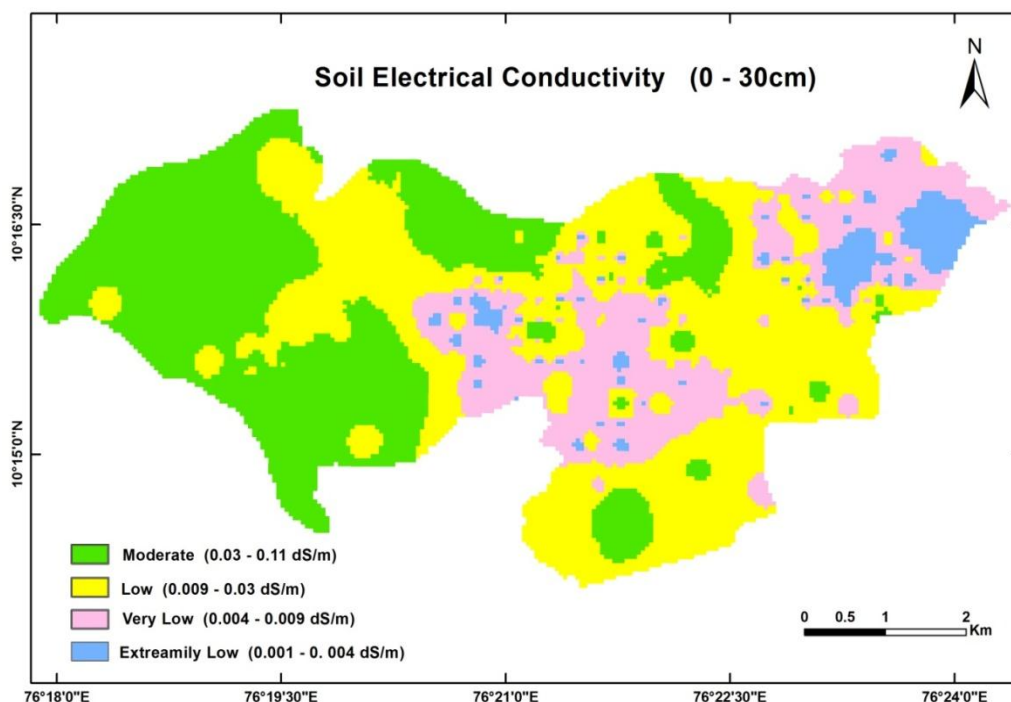 Soil Electrical Conductivity (0 - 30cm)
N
10°16'30"N
10°15'0"N
Moderate (0.03 - 0.11 dS/m)
Low (0.009 - 0.03 dS/m)
Very Low (0.004 - 0.009 dS/m)
Extreamily Low (0.001 - 0. 004 dS/m)
0 0.5 1 2
Km
76°18'0"E 76°19'30"E 76°21'0"E 76°22'30"E 76°24'0"E